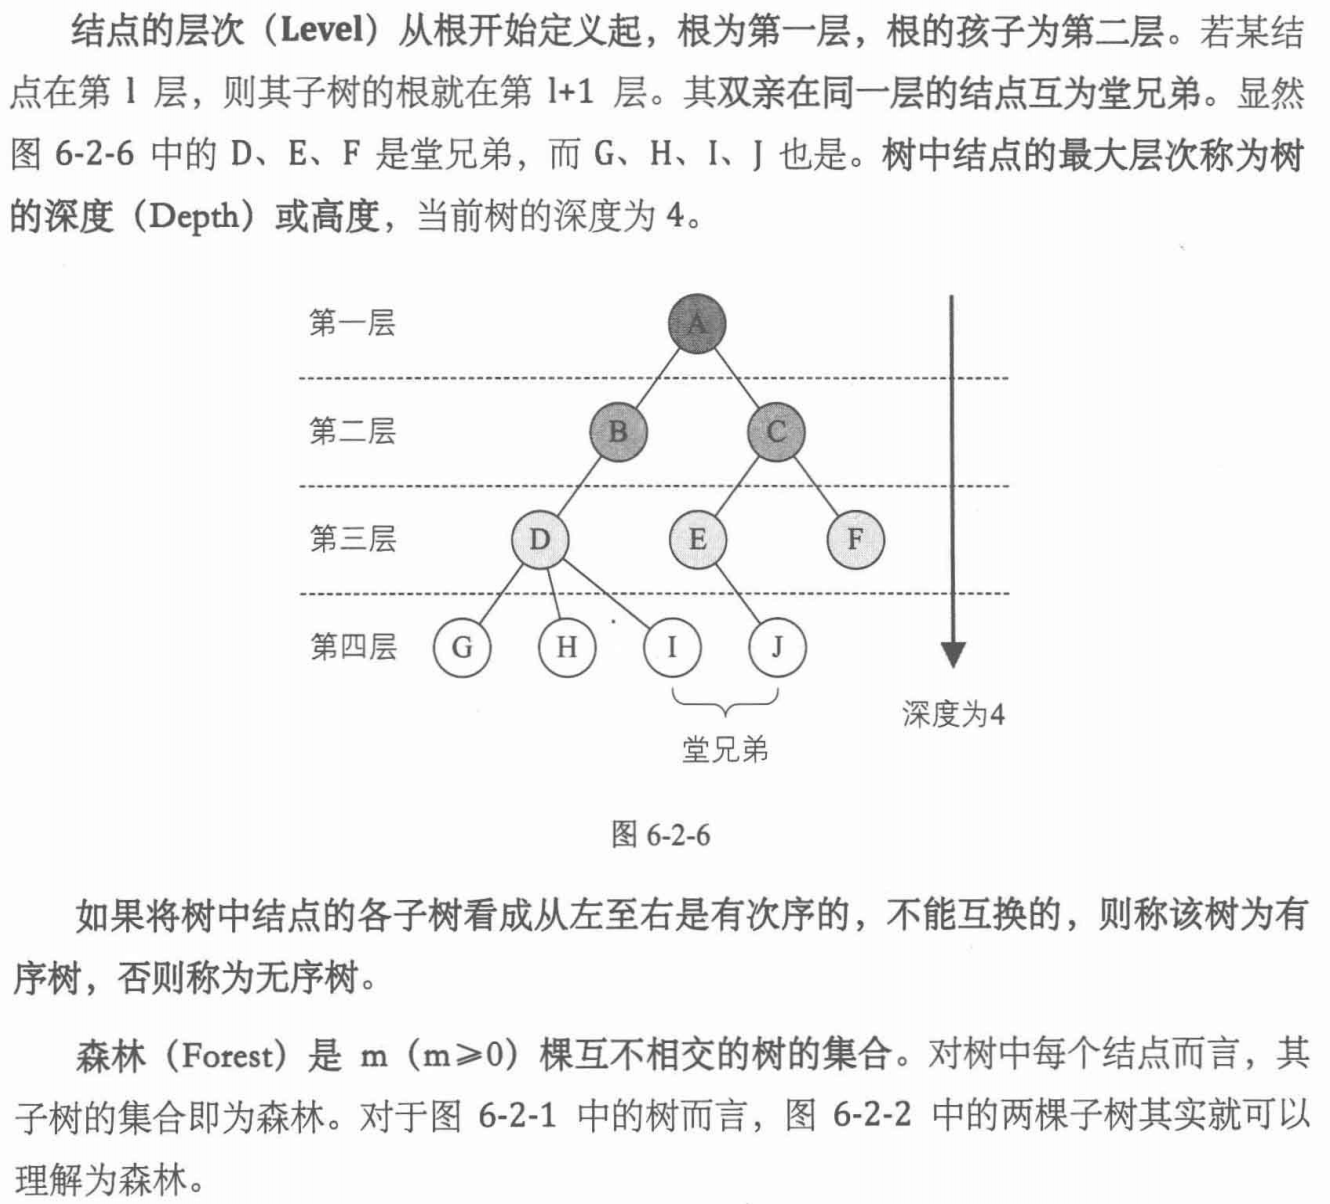 结点的层次（Level）从根开始定义起，根为第一层，根的孩子为第二层。若某结
点在第 l 层，则其子树的根就在第 l+1 层。其双亲在同一层的结点互为堂兄弟。显然
图 6-2-6 中的 D、E、F 是堂兄弟，而 G、H、I、J 也是。树中结点的最大层次称为树
的深度（Depth）或高度，当前树的深度为 4。
第一层
A
第二层
B
C
第三层
D
E
F
第四层
G
H
I
J
深度为4
堂兄弟
图 6-2-6
如果将树中结点的各子树看成从左至右是有次序的，不能互换的，则称该树为有
序树，否则称为无序树。
森林（Forest）是 m（m⩾0）棵互不相交的树的集合。对树中每个结点而言，其
子树的集合即为森林。对于图 6-2-1 中的树而言，图 6-2-2 中的两棵子树其实就可以
理解为森林。